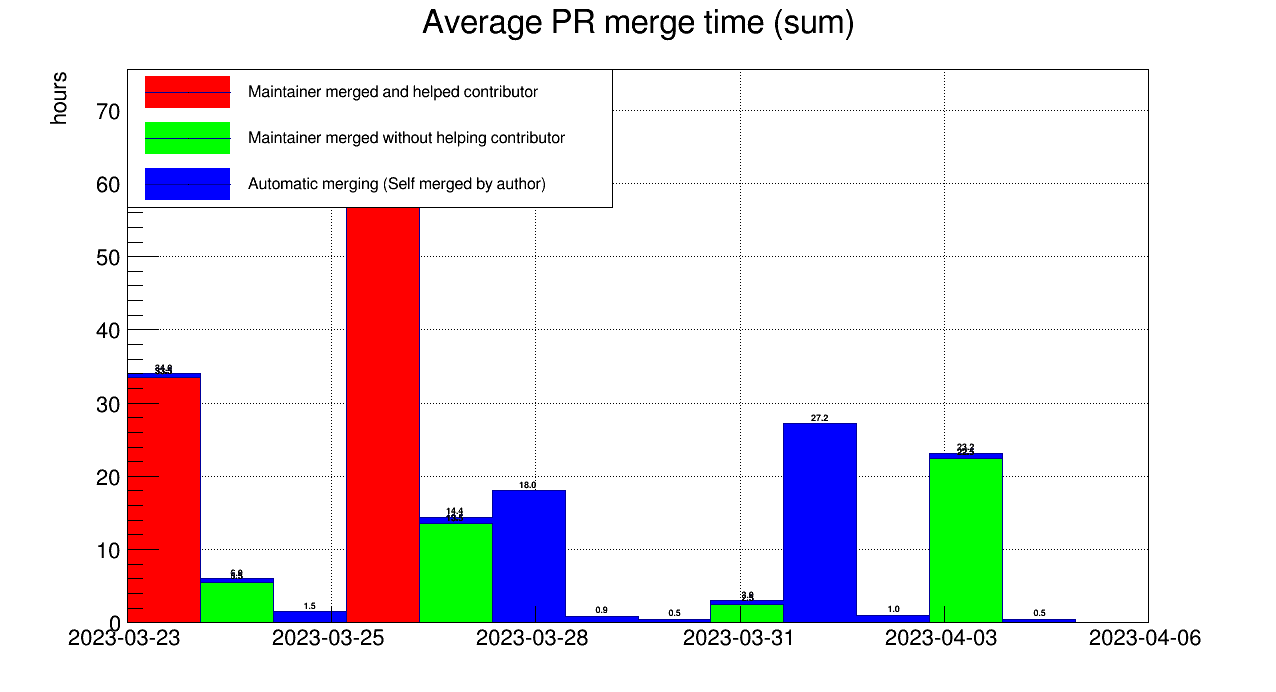 Average PR merge time (sum)
hours
Maintainer merged and helped contributor
Maintainer merged without helping contributor
Automatic merging (Self merged by author)
70
60
50
40
30
20
10
0
27.2
23.2
18.0
14.4
1.5
0.9
0.5
1.0
0.5
2023-03-23 2023-03-25 2023-03-28 2023-03-31 2023-04-03 2023-04-06